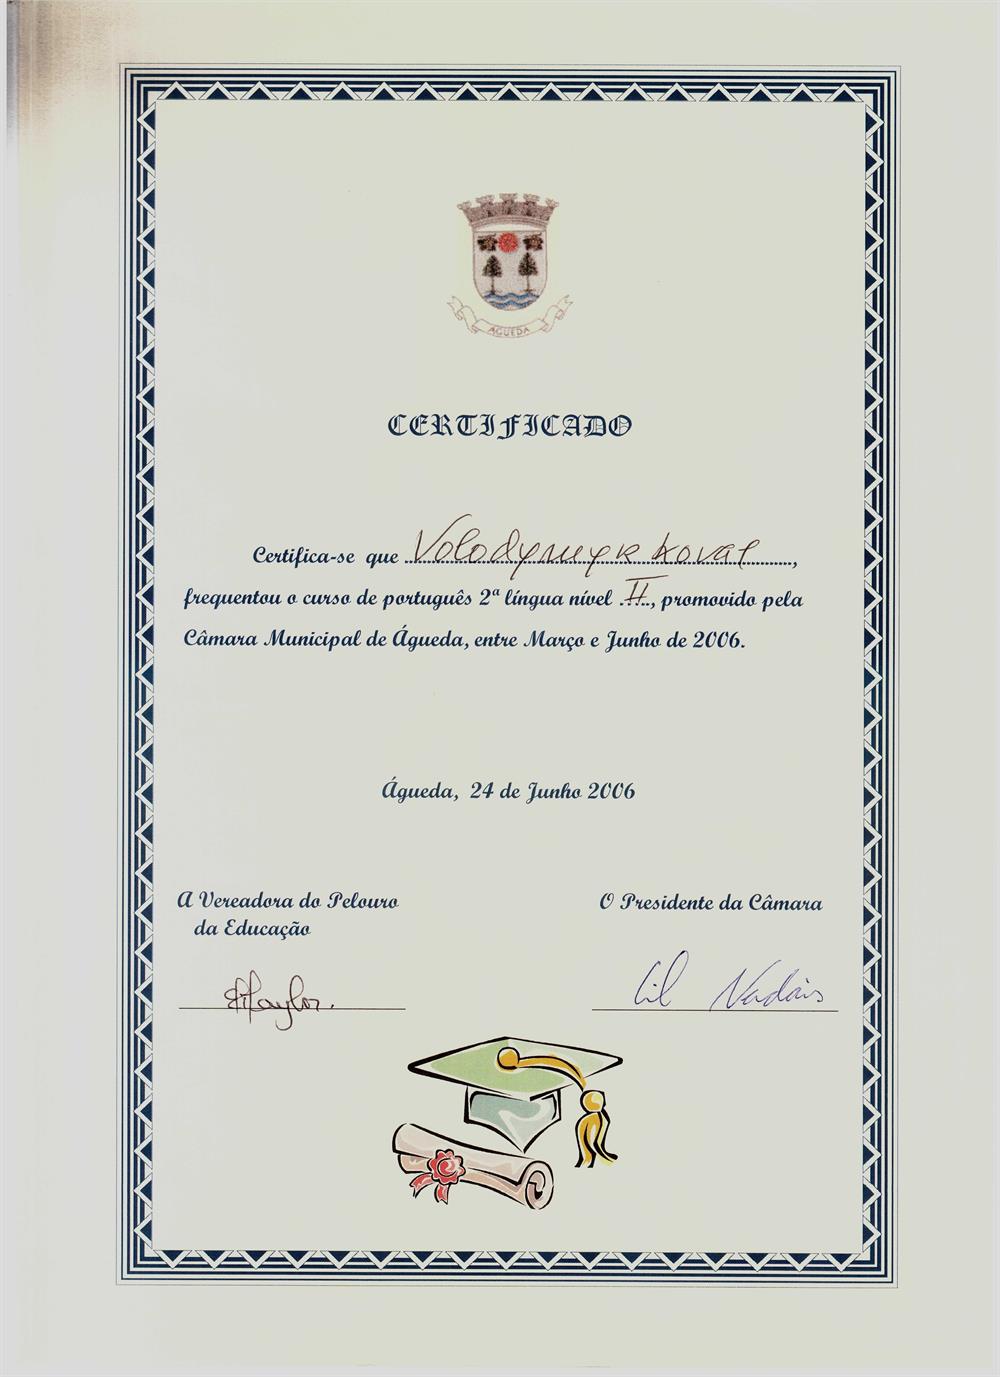 AGUEDA
CERTIFICADO
Certifica-se que Volodymyr Koval,
frequentou o curso de português 2ª língua nível II, promovido pela
Câmara Municipal de Águeda, entre Março e Junho de 2006.
Águeda, 24 de Junho 2006
A Vereadora do Pelouro
da Educação
O Presidente da Câmara
Gil Nadais